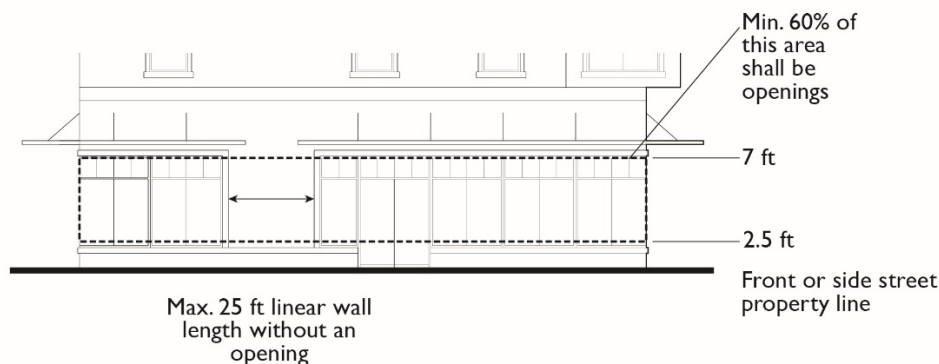 Min. 60% of
this area
shall be
openings
7 ft
2.5 ft
Front or side street
property line
Max. 25 ft linear wall
length without an
opening